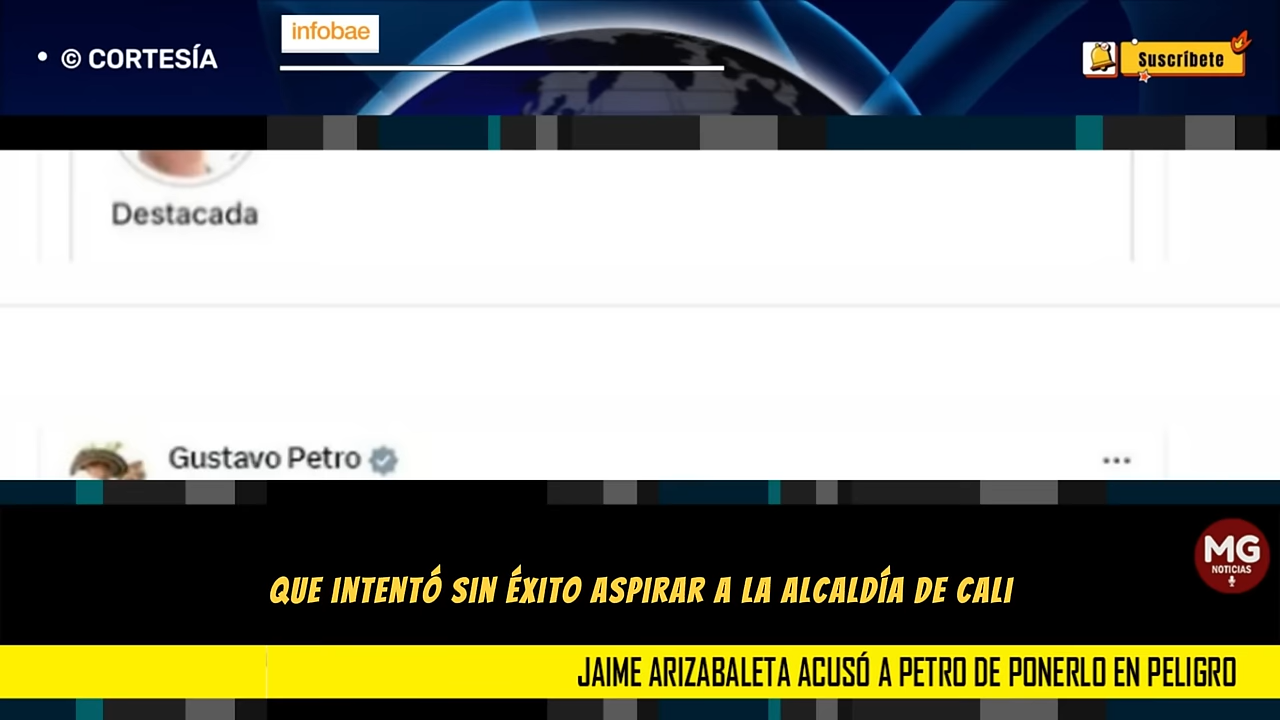 infobae
• © CORTESÍA
Suscríbete
Destacada
Gustavo Petro
MG
NOTICIAS
QUE INTENTÓ SIN ÉXITO ASPIRAR A LA ALCALDÍA DE CALI
JAIME ARIZABALETA ACUSÓ A PETRO DE PONERLO EN PELIGRO